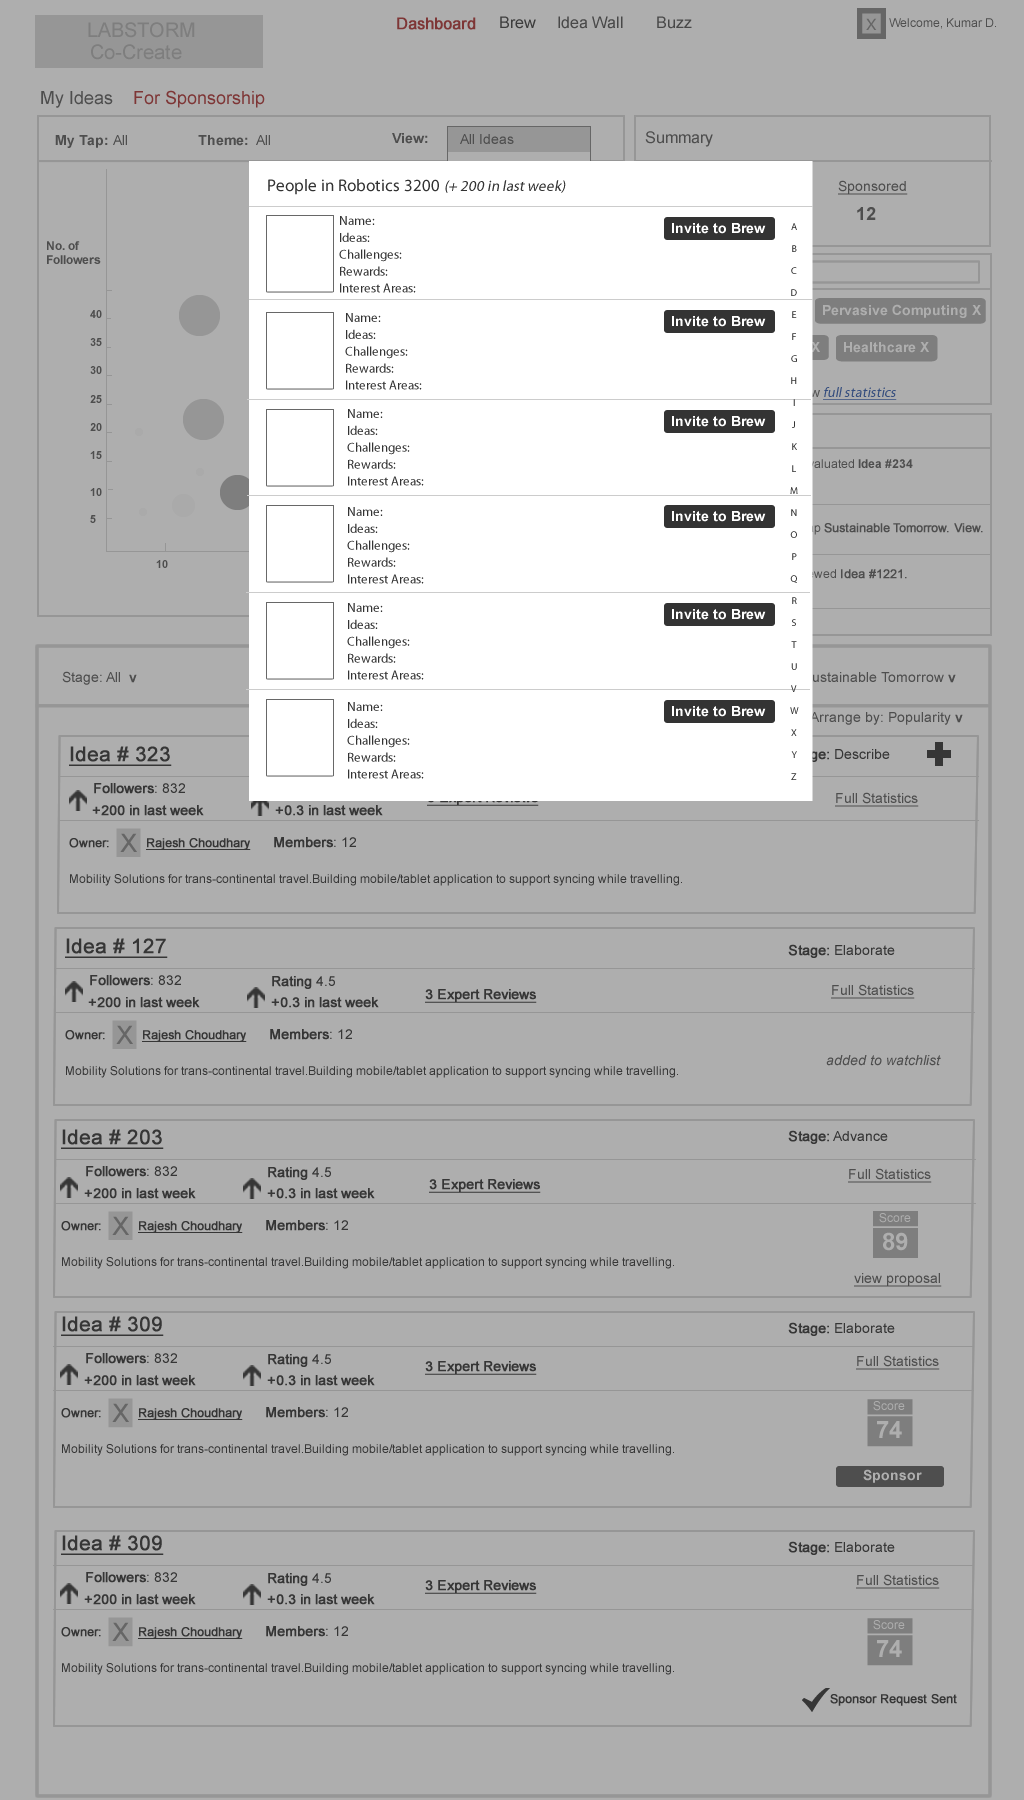 LABSTORM
Co-Create
Dashboard Brew Idea Wall Buzz
X Welcome, Kumar D.
My Ideas For Sponsorship
My Tap: All Theme: All View: All Ideas
Summary
Sponsored
12
No. of
Followers
40
35
30
25
20
15
10
5
10
Pervasive Computing X
X Healthcare X
full statistics
Idea #234
Sustainable Tomorrow. View.
Idea #1221.
People in Robotics 3200 (+ 200 in last week)
Name:
Ideas:
Challenges:
Rewards:
Interest Areas:
Invite to Brew
Name:
Ideas:
Challenges:
Rewards:
Interest Areas:
Invite to Brew
Name:
Ideas:
Challenges:
Rewards:
Interest Areas:
Invite to Brew
Name:
Ideas:
Challenges:
Rewards:
Interest Areas:
Invite to Brew
Name:
Ideas:
Challenges:
Rewards:
Interest Areas:
Invite to Brew
Name:
Ideas:
Challenges:
Rewards:
Interest Areas:
Invite to Brew
A
B
C
D
E
F
G
H
I
J
K
L
M
N
O
P
Q
R
S
T
U
V
W
X
Y
Z
Stage: All v
Tomorrow v
Arrange by: Popularity v
Idea # 323
Describe
Followers: 832
+200 in last week
+0.3 in last week
3 Expert Reviews
Full Statistics
Owner: X Rajesh Choudhary Members: 12
Mobility Solutions for trans-continental travel.Building mobile/tablet application to support syncing while travelling.
Idea # 127
Stage: Elaborate
Followers: 832
+200 in last week
Rating 4.5
+0.3 in last week
3 Expert Reviews
Full Statistics
Owner: X Rajesh Choudhary Members: 12
added to watchlist
Mobility Solutions for trans-continental travel.Building mobile/tablet application to support syncing while travelling.
Idea # 203
Stage: Advance
Followers: 832
+200 in last week
Rating 4.5
+0.3 in last week
3 Expert Reviews
Full Statistics
Owner: X Rajesh Choudhary Members: 12
Score
89
Mobility Solutions for trans-continental travel.Building mobile/tablet application to support syncing while travelling.
view proposal
Idea # 309
Stage: Elaborate
Followers: 832
+200 in last week
Rating 4.5
+0.3 in last week
3 Expert Reviews
Full Statistics
Owner: X Rajesh Choudhary Members: 12
Score
74
Mobility Solutions for trans-continental travel.Building mobile/tablet application to support syncing while travelling.
Sponsor
Idea # 309
Stage: Elaborate
Followers: 832
+200 in last week
Rating 4.5
+0.3 in last week
3 Expert Reviews
Full Statistics
Owner: X Rajesh Choudhary Members: 12
Score
74
Mobility Solutions for trans-continental travel.Building mobile/tablet application to support syncing while travelling.
Sponsor Request Sent